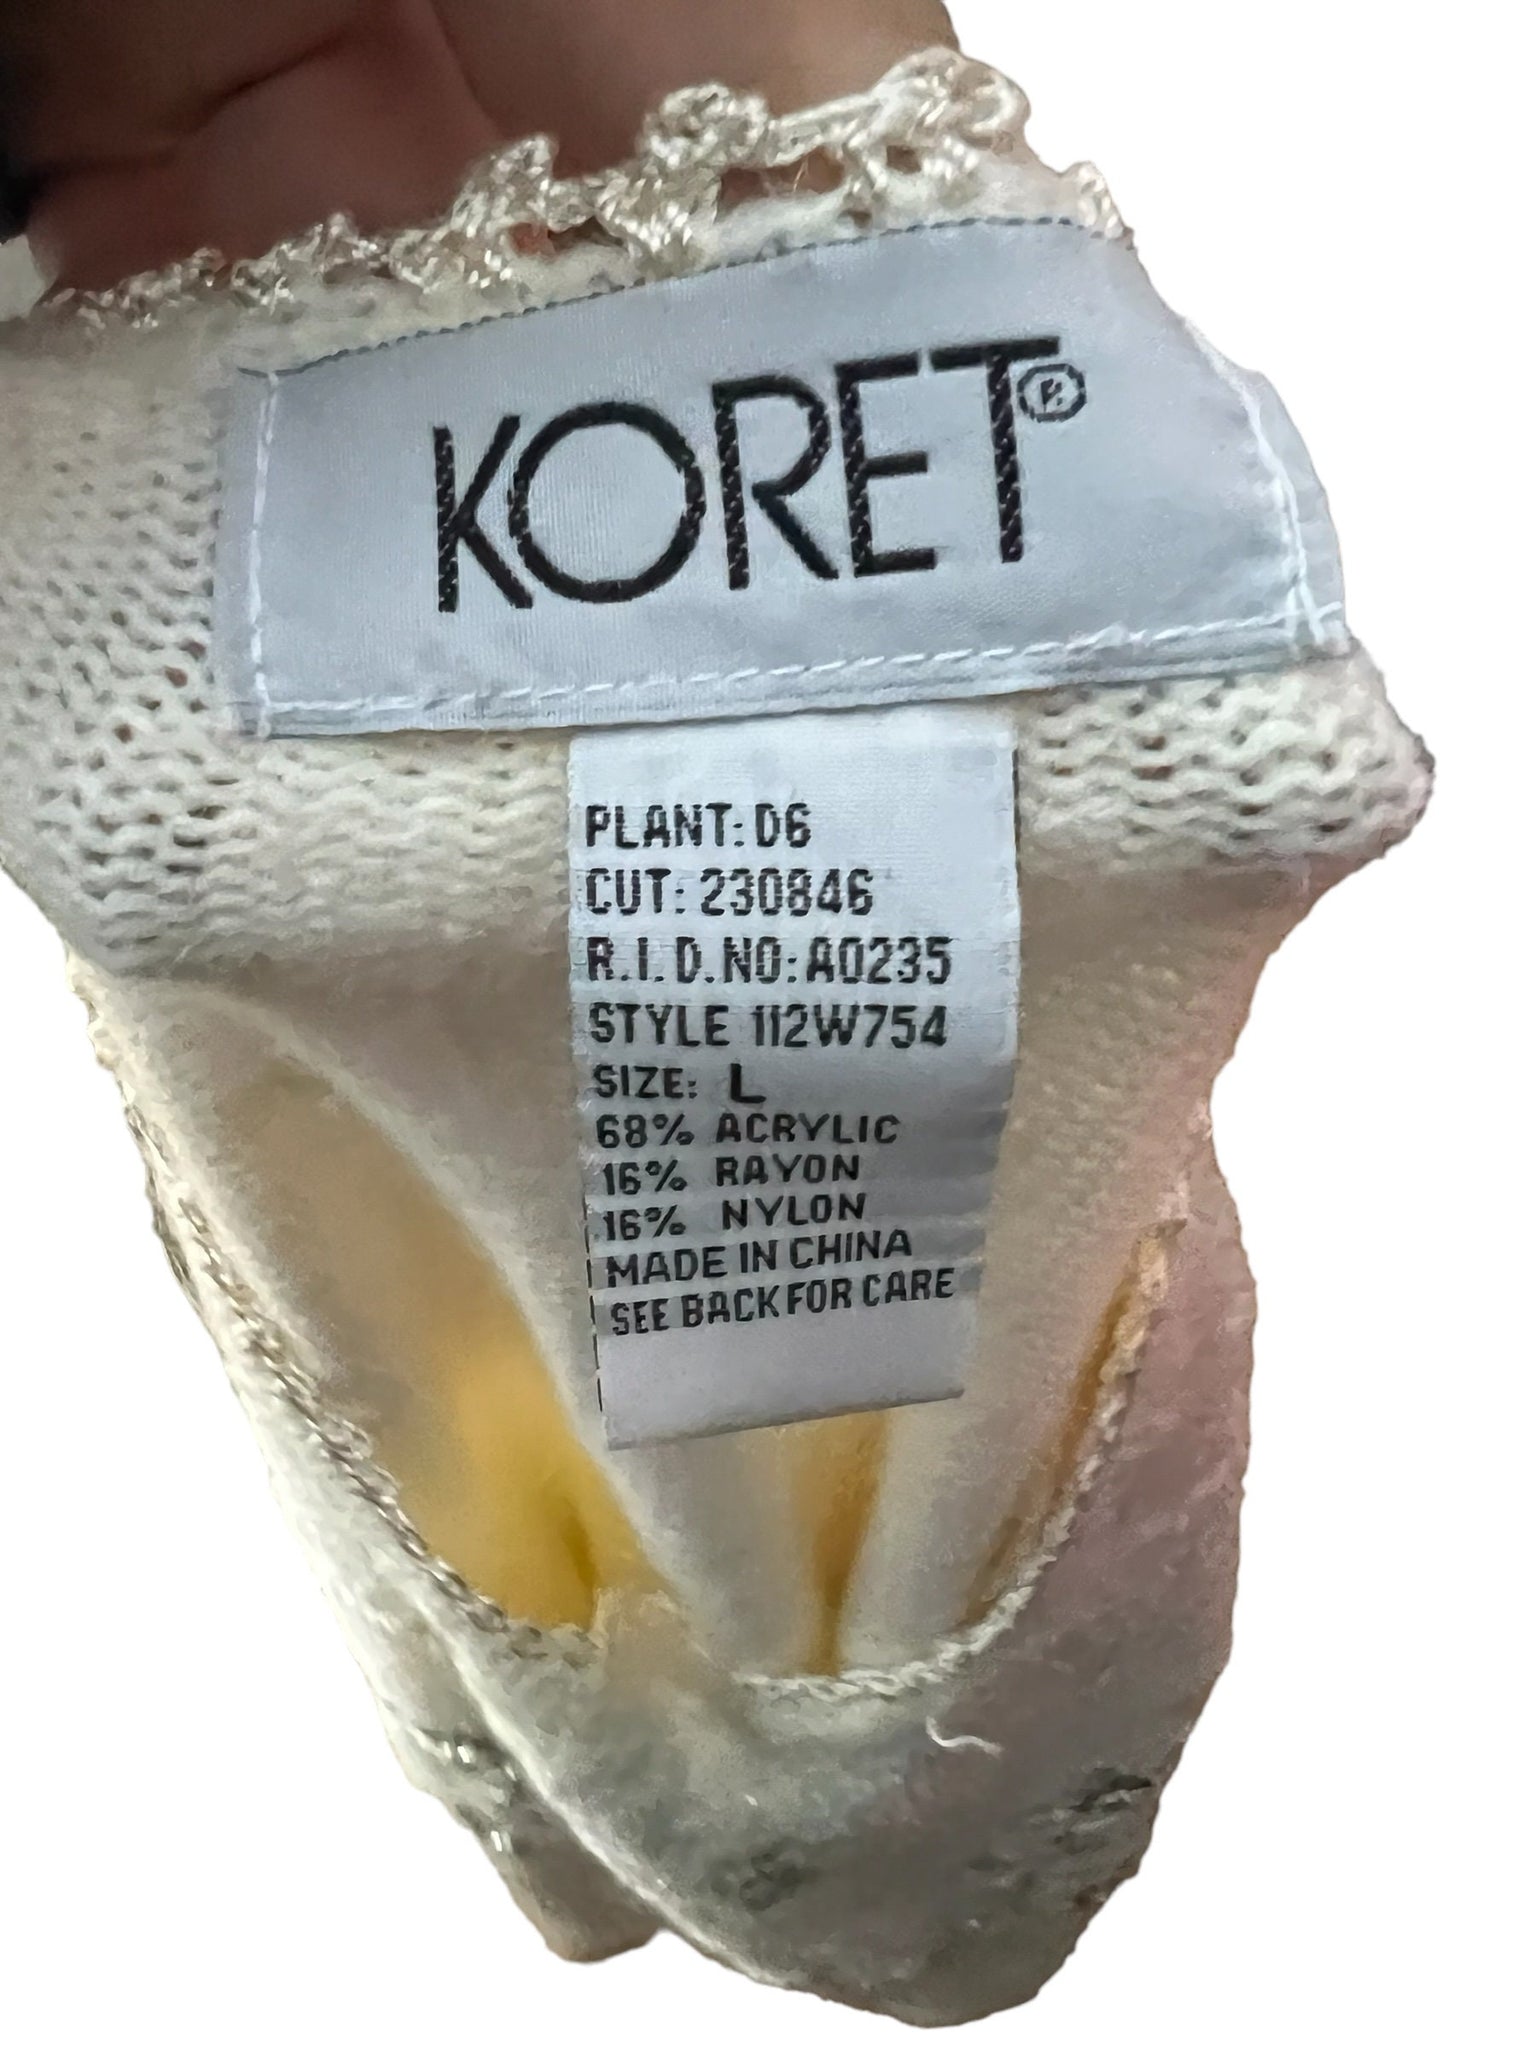 KORET®
PLANT: D6
CUT: 230846
R.I.D.NO: A0235
STYLE 112W754
SIZE: L
68% ACRYLIC
16% RAYON
16% NYLON
MADE IN CHINA
SEE BACK FOR CARE